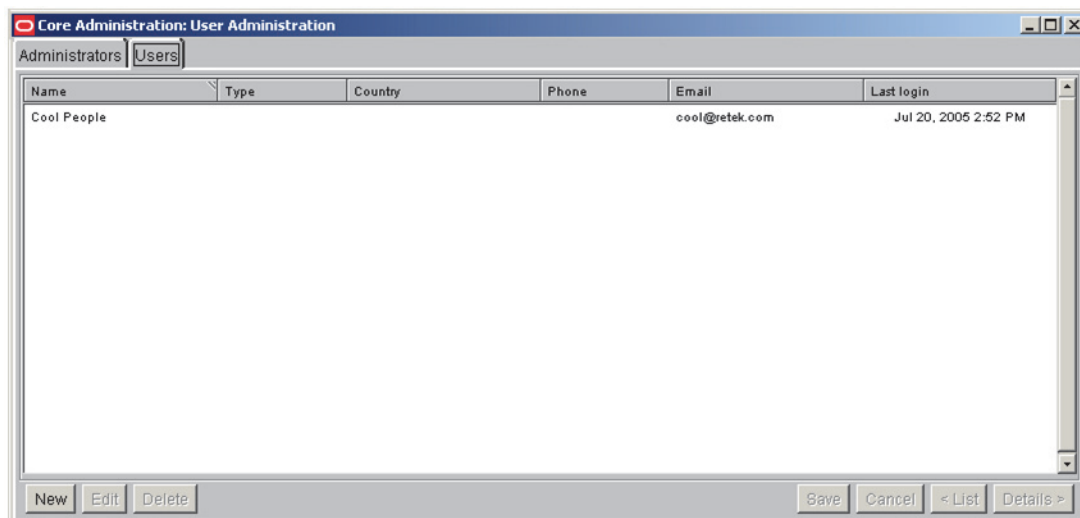 Core Administration: User Administration
Administrators Users
Name Type Country Phone Email Last login
Cool People cool@retek.com Jul 20, 2005 2:52 PM
New Edit Delete Save Cancel < List Details >